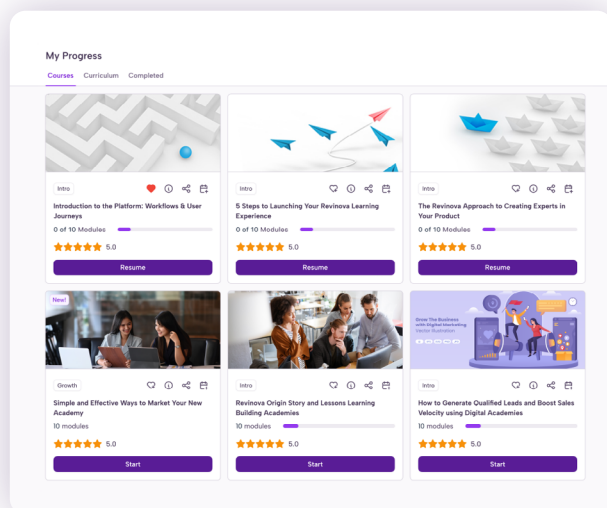 My Progress
Courses Curriculum Completed
Intro
Introduction to the Platform: Workflows & User
Journeys
0 of 10 Modules
5.0
Resume
Intro
5 Steps to Launching Your Revinova Learning
Experience
0 of 10 Modules
5.0
Resume
Intro
The Revinova Approach to Creating Experts in
Your Product
0 of 10 Modules
5.0
Resume
New!
Growth
Simple and Effective Ways to Market Your New
Academy
10 modules
5.0
Start
Intro
Revinova Origin Story and Lessons Learning
Building Academies
10 modules
5.0
Start
Grow The Business
with Digital Marketing
Vector Illustration
Intro
How to Generate Qualified Leads and Boost Sales
Velocity using Digital Academies
10 modules
5.0
Start